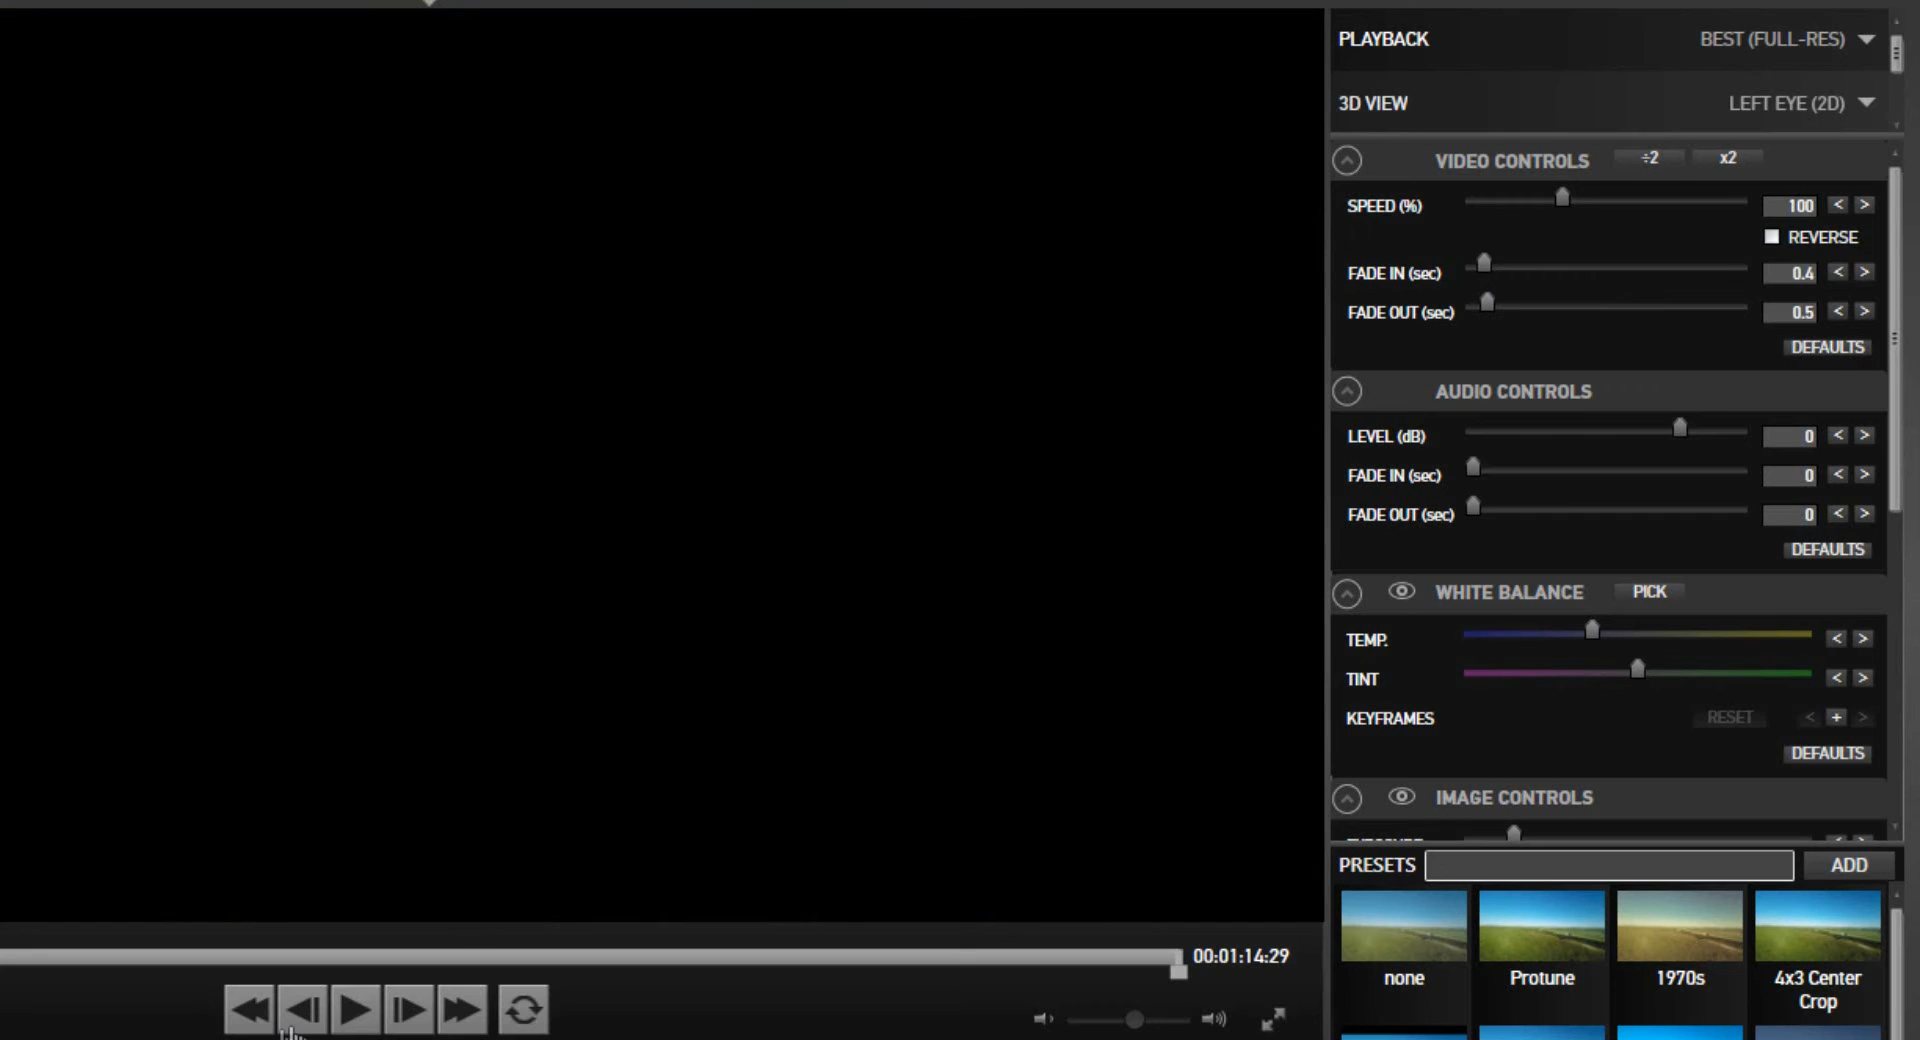 PLAYBACK BEST (FULL-RES)
3D VIEW LEFT EYE (2D)
VIDEO CONTROLS ÷2 x2
SPEED (%) 100 < >
REVERSE
FADE IN (sec) 0.4 < >
FADE OUT (sec) 0.5 < >
DEFAULTS
AUDIO CONTROLS
LEVEL (dB) 0 < >
FADE IN (sec) 0 < >
FADE OUT (sec) 0 < >
DEFAULTS
WHITE BALANCE PICK
TEMP. < >
TINT < >
KEYFRAMES RESET < + >
DEFAULTS
IMAGE CONTROLS
PRESETS ADD
none Protune 1970s 4x3 Center
Crop
00:01:14:29